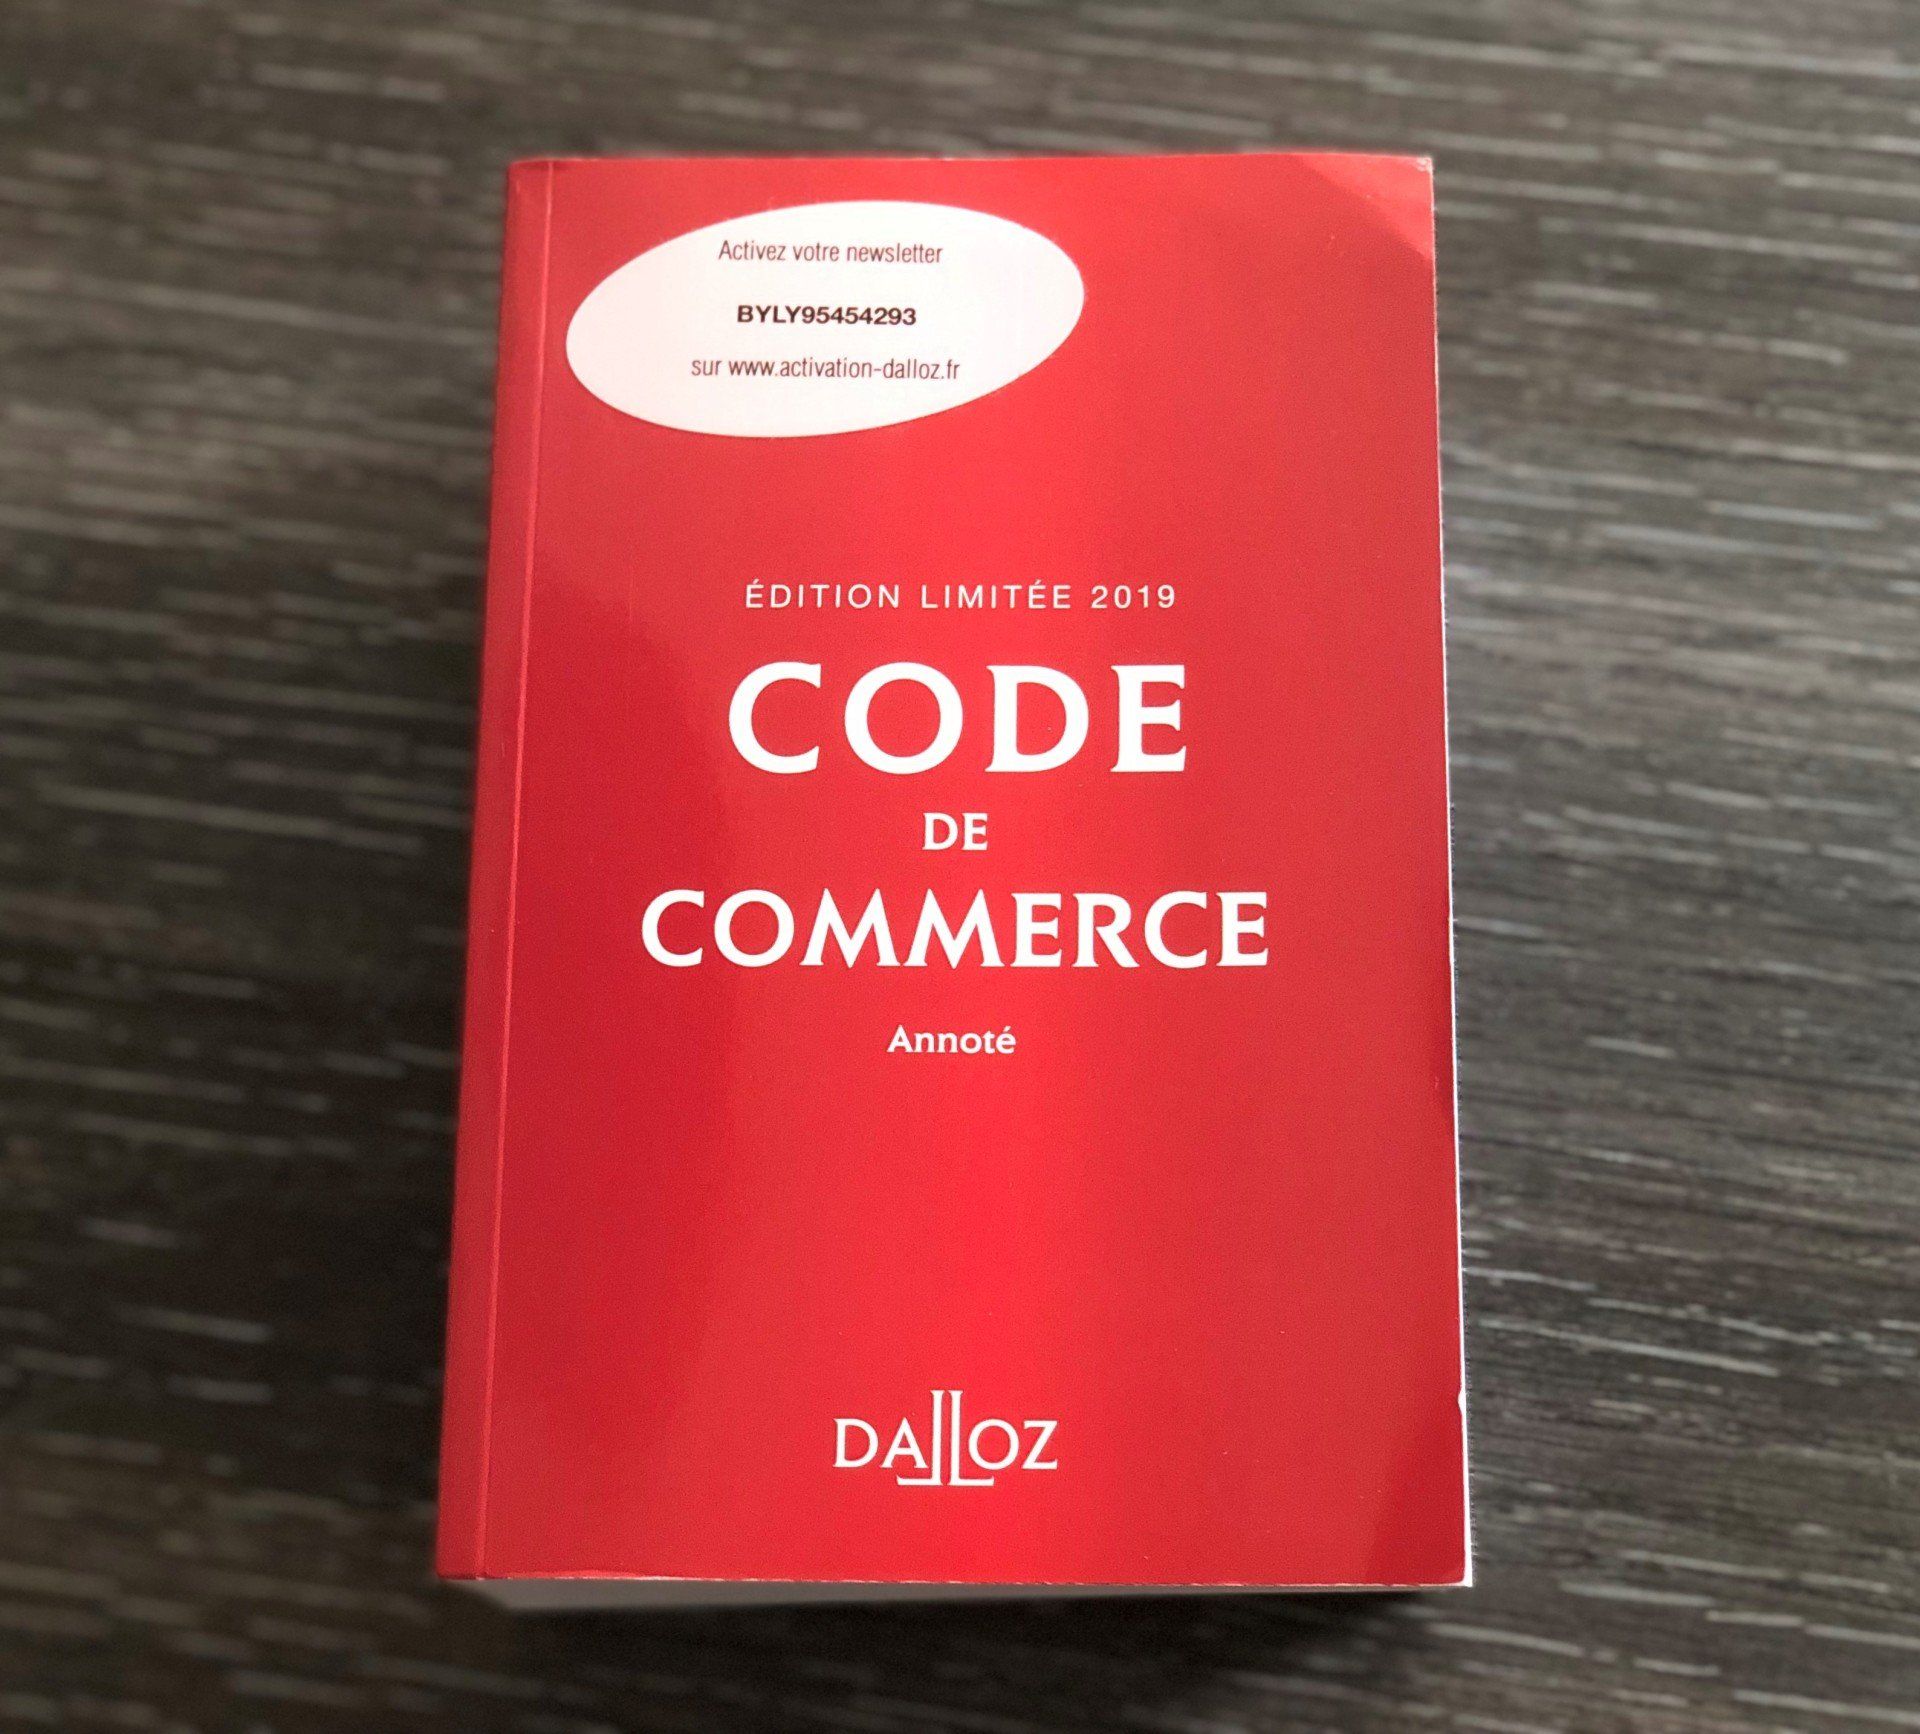 Activez votre newsletter
BYLY95454293
sur www.activation-dalloz.fr
ÉDITION LIMITÉE 2019
CODE
DE
COMMERCE
Annoté
DALLOZ